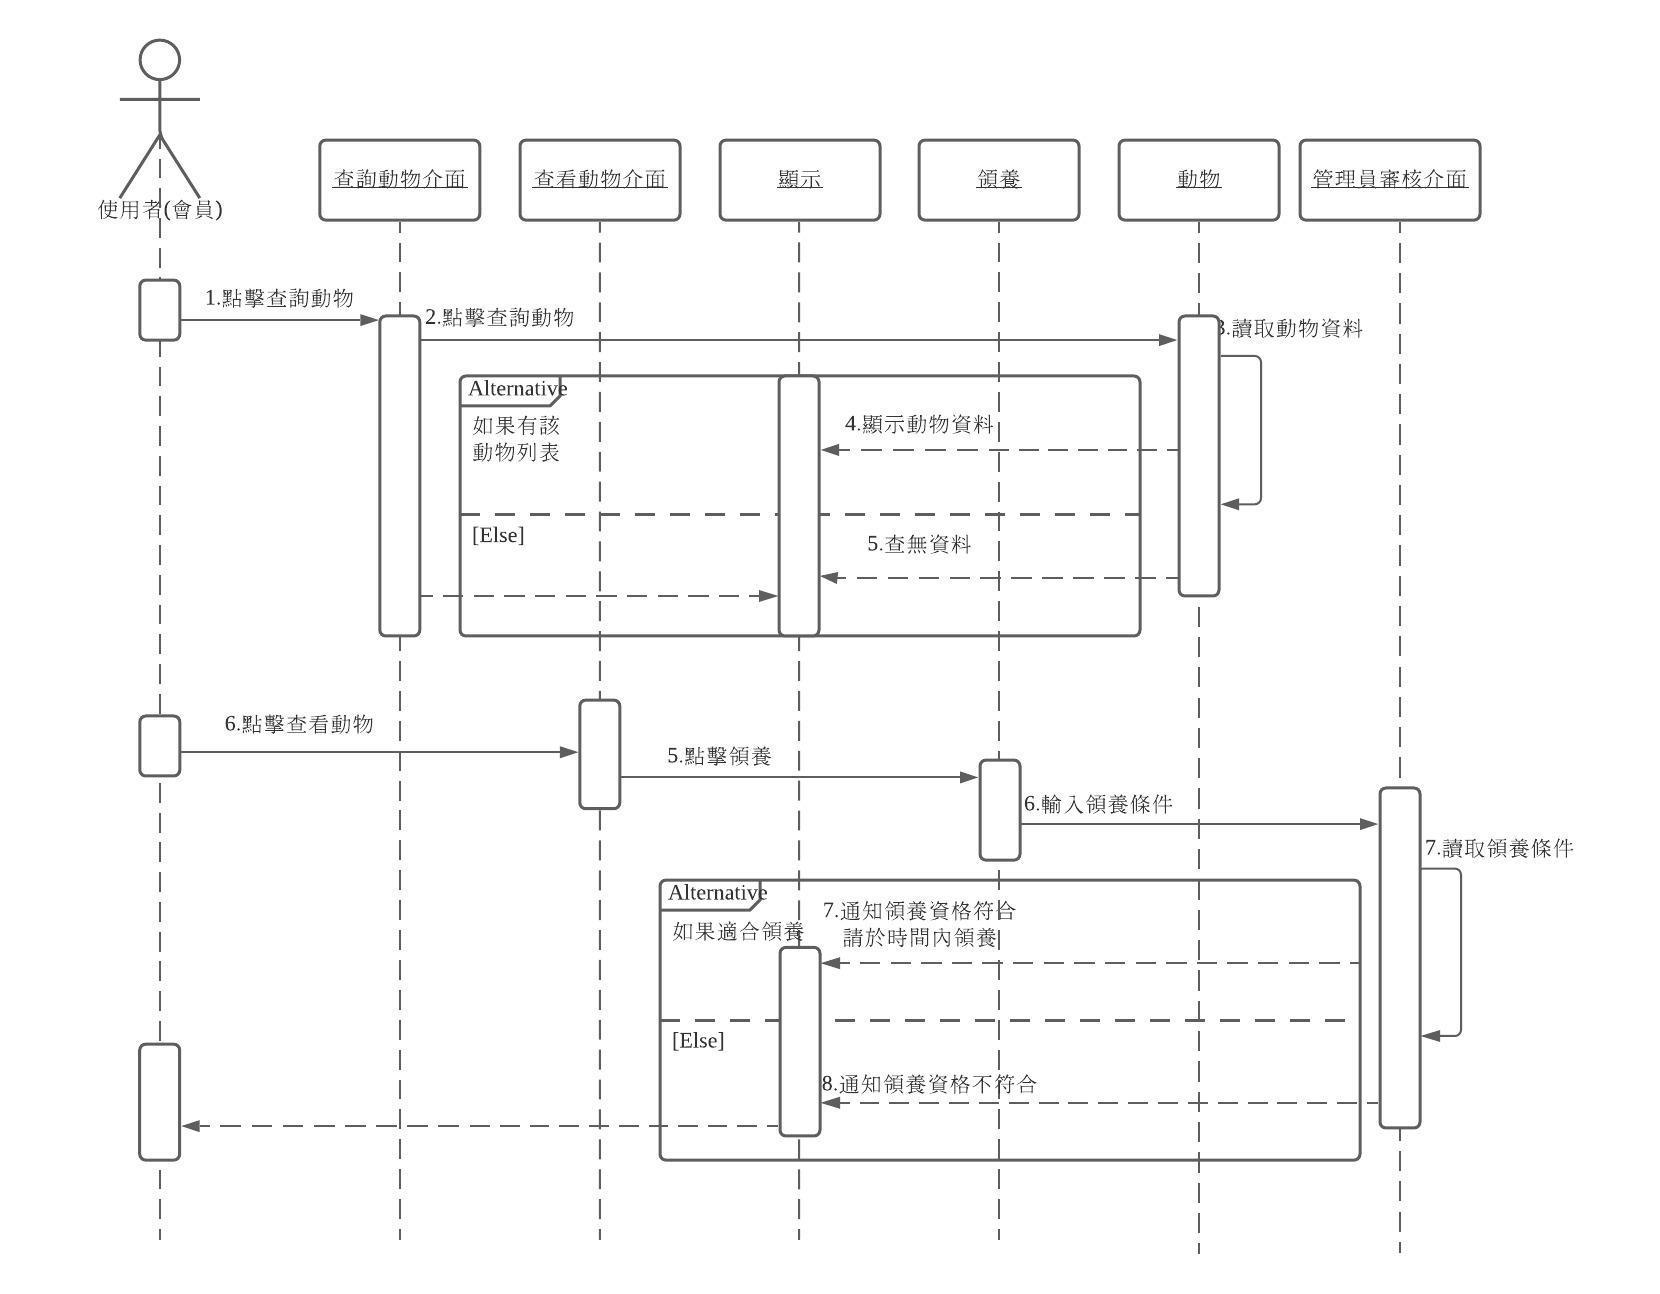 使用者(會員)
查詢動物介面
查看動物介面
顯示
領養
動物
管理員審核介面
1.點擊查詢動物
2.點擊查詢動物
3.讀取動物資料
Alternative
如果有該
動物列表
4.顯示動物資料
[Else]
5.查無資料
6.點擊查看動物
5.點擊領養
6.輸入領養條件
7.讀取領養條件
Alternative
如果適合領養
7.通知領養資格符合
請於時間內領養
[Else]
8.通知領養資格不符合